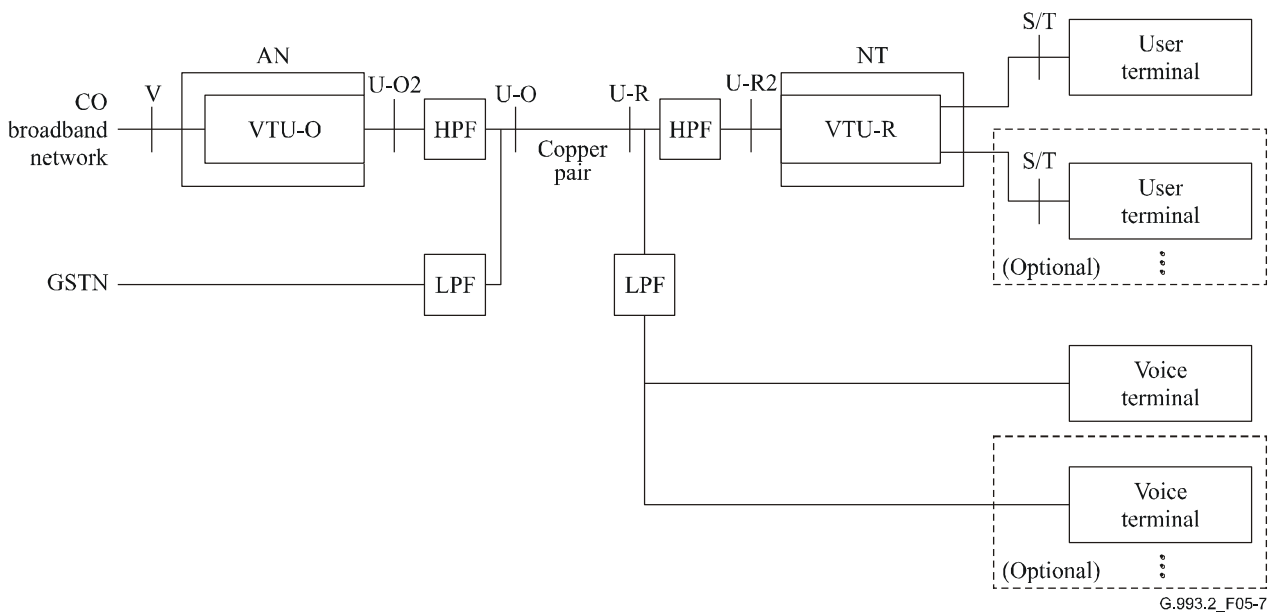 S/T
User
terminal
AN
NT
V
U-O2
U-O
U-R
U-R2
CO
broadband
network
VTU-O
HPF
Copper
pair
HPF
VTU-R
S/T
User
terminal
(Optional)
GSTN
LPF
LPF
Voice
terminal
Voice
terminal
(Optional)
G.993.2_F05-7